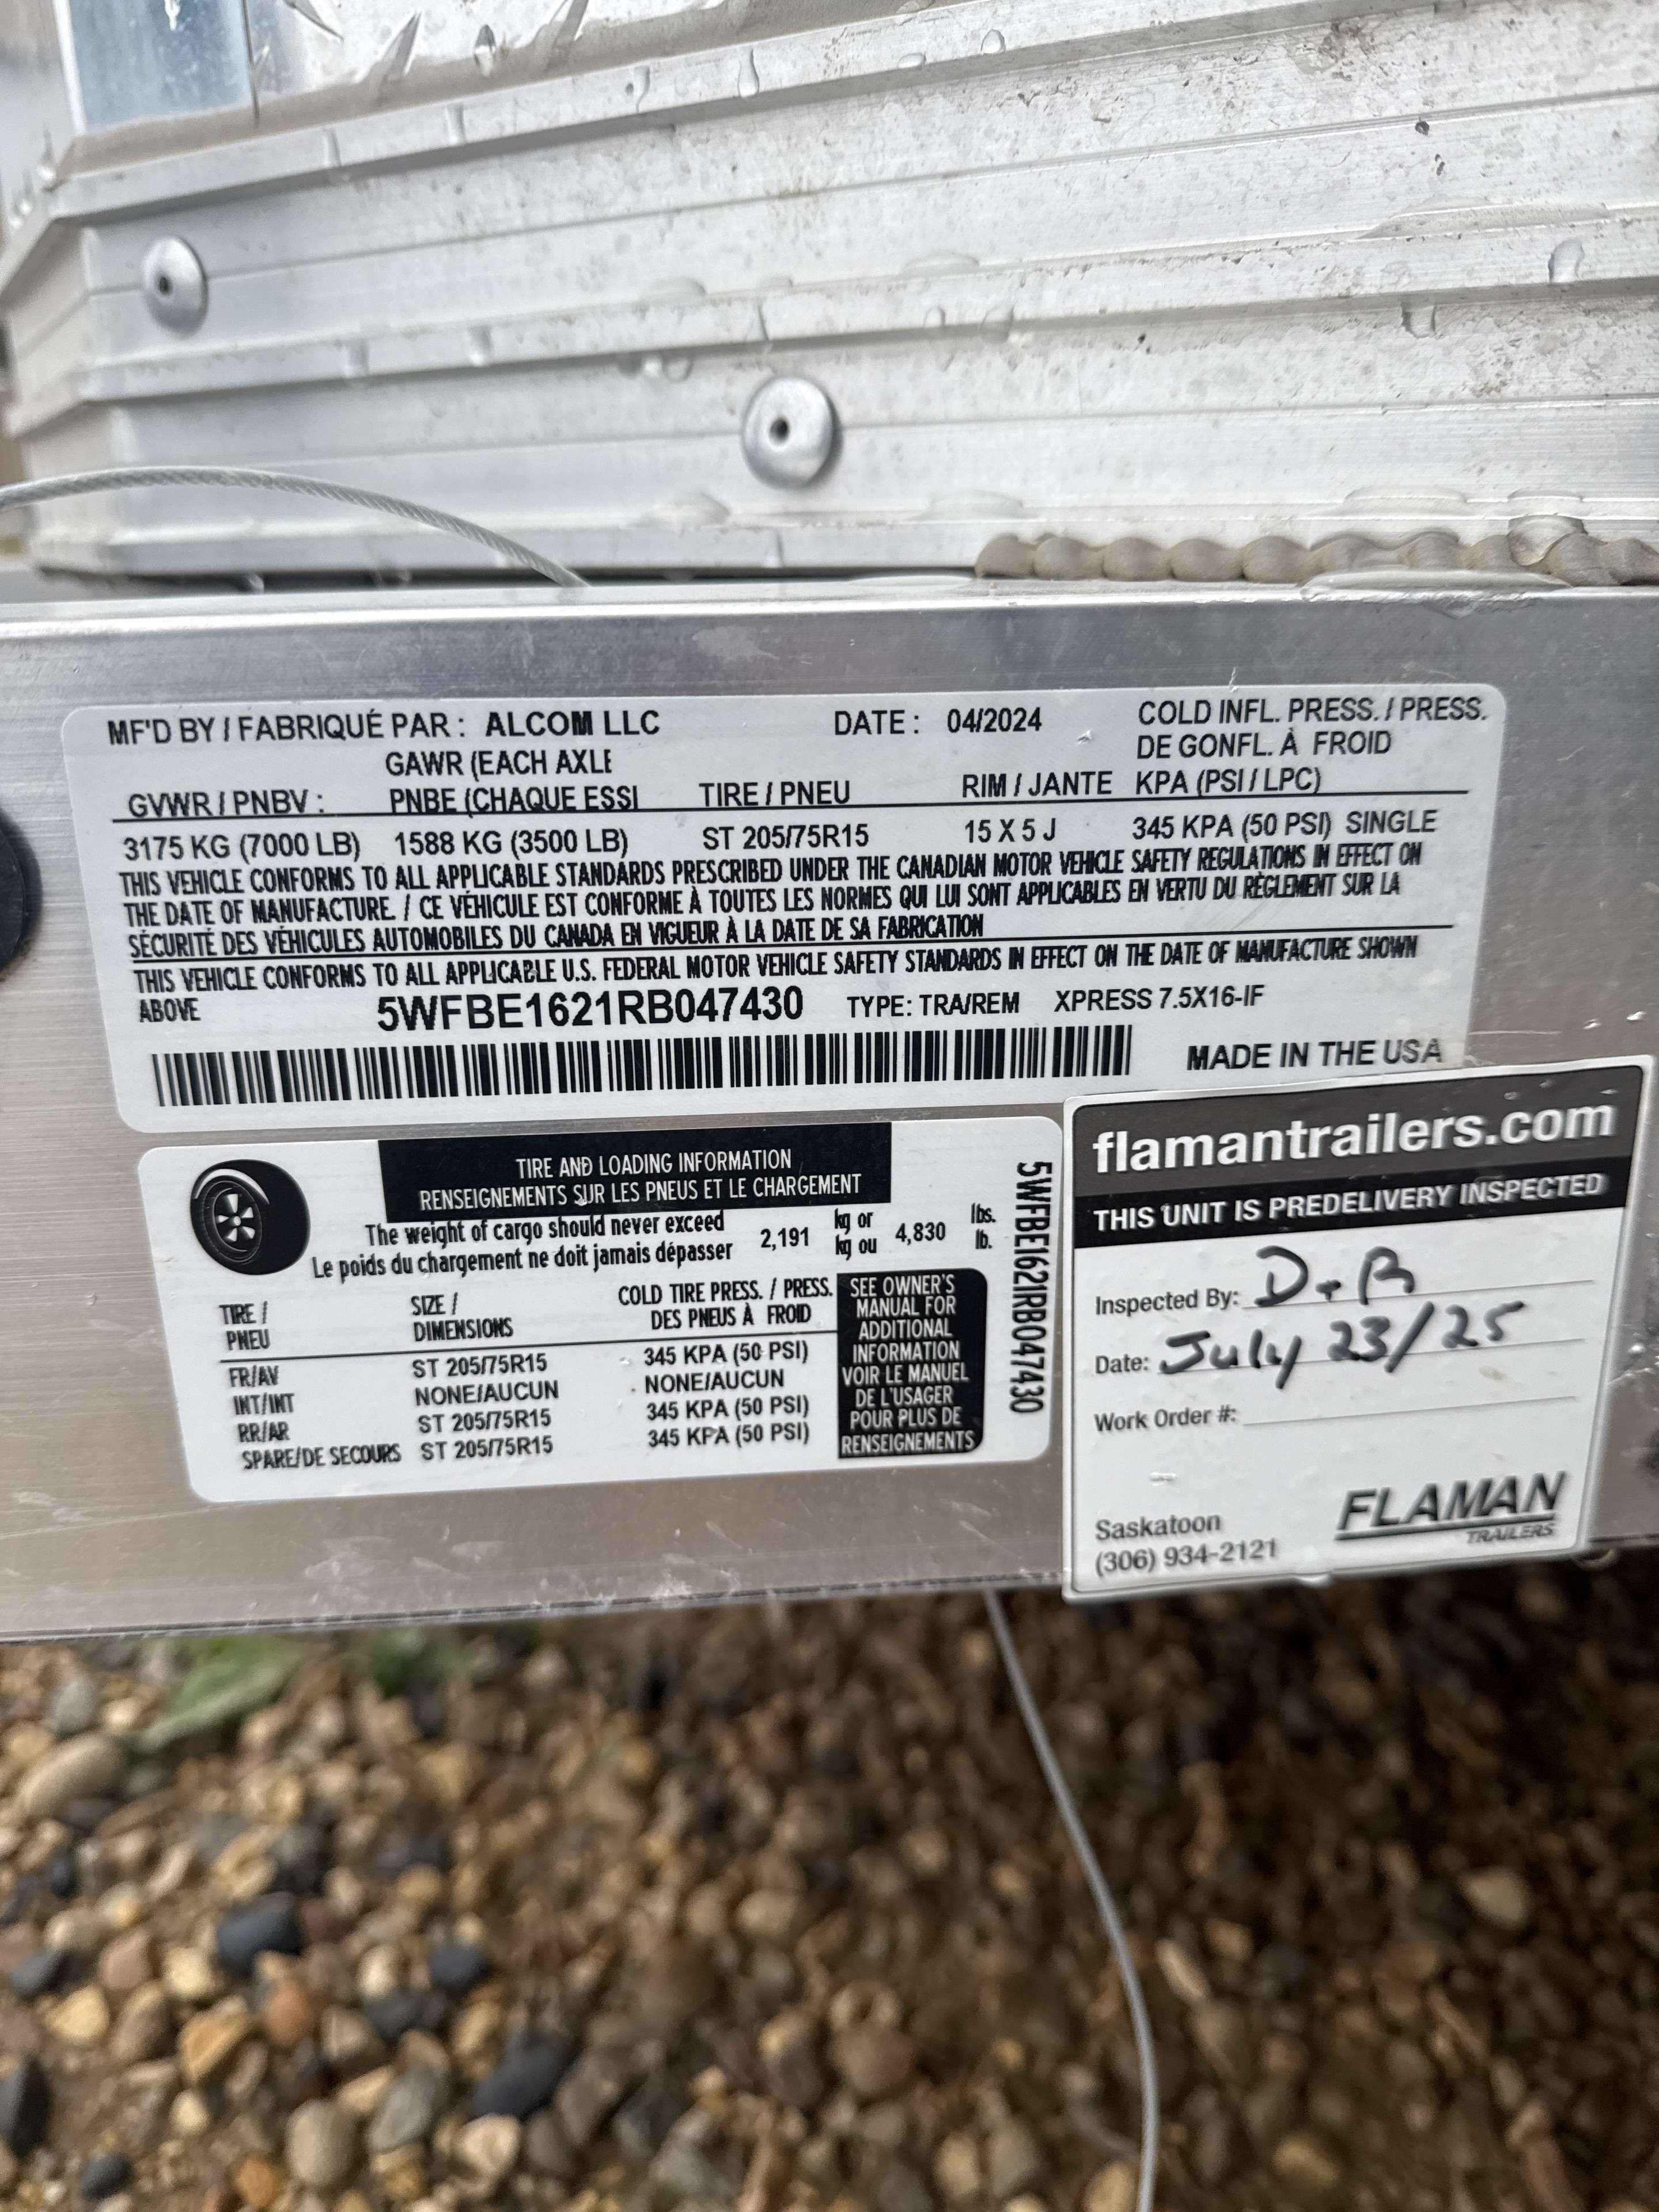 MF'D BY / FABRIQUÉ PAR : ALCOM LLC DATE : 04/2024 COLD INFL. PRESS. / PRESS. DE GONFL. À FROID
GVWR / PNBV : GAWR (EACH AXLE PNBE (CHAQUE ESSI TIRE / PNEU RIM / JANTE KPA (PSI / LPC)
3175 KG (7000 LB) 1588 KG (3500 LB) ST 205/75R15 15 X 5 J 345 KPA (50 PSI) SINGLE
THIS VEHICLE CONFORMS TO ALL APPLICABLE STANDARDS PRESCRIBED UNDER THE CANADIAN MOTOR VEHICLE SAFETY REGULATIONS IN EFFECT ON
THE DATE OF MANUFACTURE. / CE VÉHICULE EST CONFORME À TOUTES LES NORMES QUI LUI SONT APPLICABLES EN VERTU DU RÈGLEMENT SUR LA
SÉCURITÉ DES VÉHICULES AUTOMOBILES DU CANADA EN VIGUEUR À LA DATE DE SA FABRICATION
THIS VEHICLE CONFORMS TO ALL APPLICABLE U.S. FEDERAL MOTOR VEHICLE SAFETY STANDARDS IN EFFECT ON THE DATE OF MANUFACTURE SHOWN
ABOVE 5WFBE1621RB047430 TYPE: TRA/REM XPRESS 7.5X16-IF
MADE IN THE USA
TIRE AND LOADING INFORMATION
RENSEIGNEMENTS SUR LES PNEUS ET LE CHARGEMENT
The weight of cargo should never exceed 2,191 kg or 4,830 lbs.
Le poids du chargement ne doit jamais dépasser kg ou lb.
TIRE / PNEU SIZE / DIMENSIONS COLD TIRE PRESS. / PRESS. DES PNEUS À FROID
FR/AV ST 205/75R15 345 KPA (50 PSI)
INT/INT NONE/AUCUN NONE/AUCUN
RR/AR ST 205/75R15 345 KPA (50 PSI)
SPARE/DE SECOURS ST 205/75R15 345 KPA (50 PSI)
SEE OWNER'S
MANUAL FOR
ADDITIONAL
INFORMATION
VOIR LE MANUEL
DE L'USAGER
POUR PLUS DE
RENSEIGNEMENTS
5WFBE1621RB047430
flamantrailers.com
THIS UNIT IS PREDELIVERY INSPECTED
Inspected By:
Date: July 23/25
Work Order #:
Saskatoon
(306) 934-2121
FLAMAN
TRAILERS